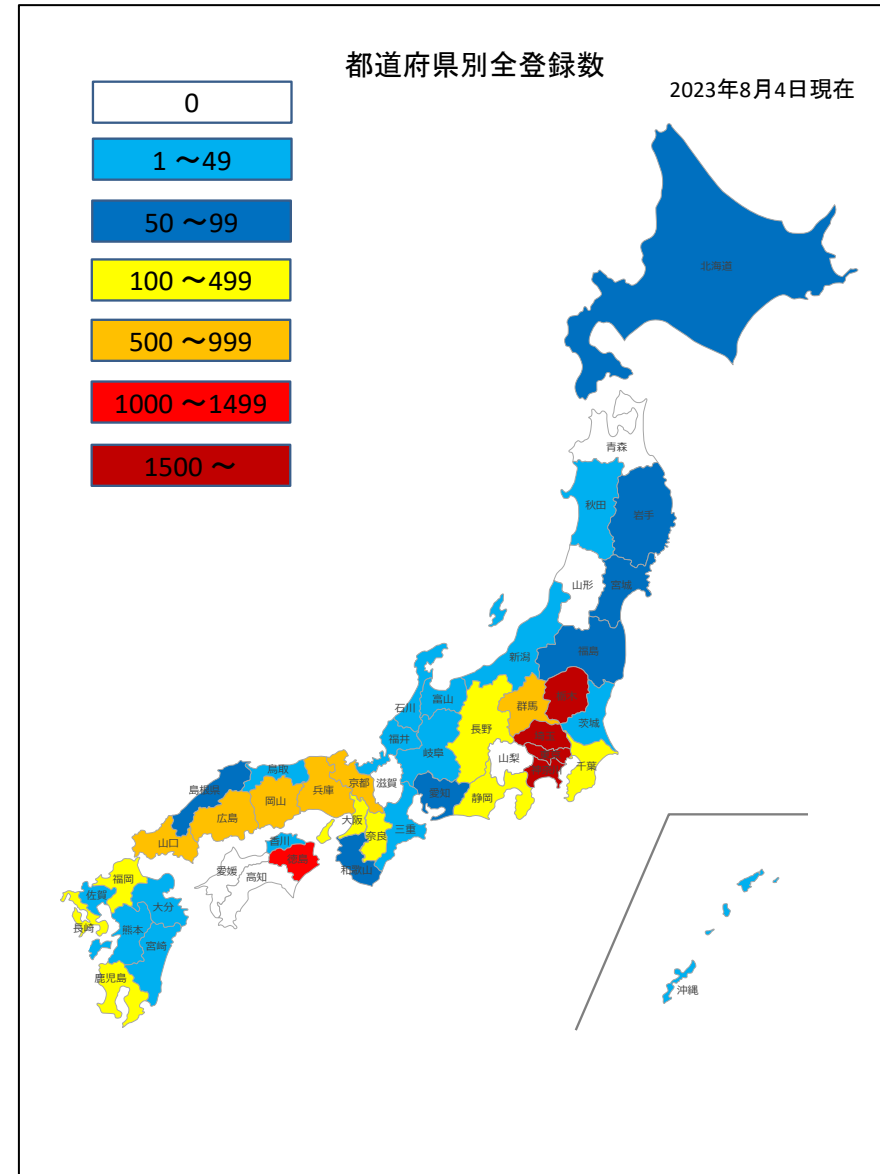 都道府県別全登録数
2023年8月4日現在
0
1 ～49
50 ～99
100 ～499
500 ～999
1000 ～1499
1500 ～
北海道
青森
秋田
岩手
山形
宮城
新潟
福島
石川
富山
群馬
栃木
茨城
福井
岐阜
長野
埼玉
山梨
東京
千葉
島根県
鳥取
兵庫
京都
滋賀
愛知
静岡
神奈川
広島
岡山
大阪
奈良
三重
山口
香川
徳島
和歌山
愛媛
高知
福岡
佐賀
大分
長崎
熊本
宮崎
鹿児島
沖縄